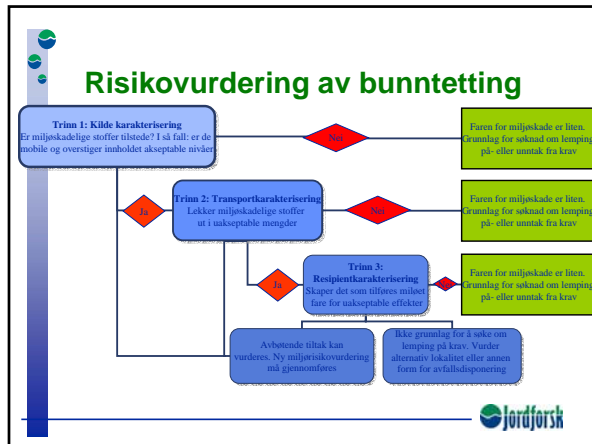 Risikovurdering av bunntetting
Trinn 1: Kilde karakterisering
Er miljøskadelige stoffer tilstede? I så fall: er de
mobile og overstiger innholdet akseptable nivåer
Nei
Faren for miljøskade er liten.
Grunnlag for søknad om lemping
på- eller unntak fra krav
Ja
Trinn 2: Transportkarakterisering
Lekker miljøskadelige stoffer
ut i uakseptable mengder
Nei
Faren for miljøskade er liten.
Grunnlag for søknad om lemping
på- eller unntak fra krav
Ja
Trinn 3:
Resipientkarakterisering
Skaper det som tilføres miløet
fare for uakseptable effekter
Nei
Faren for miljøskade er liten.
Grunnlag for søknad om lemping
på- eller unntak fra krav
Avbøtende tiltak kan
vurderes. Ny miljørisikovurdering
må gjennomføres
Ikke grunnlag for å søke om
lemping på krav. Vurder
alternativ lokalitet eller annen
form for avfallsdisponering
jordforsk